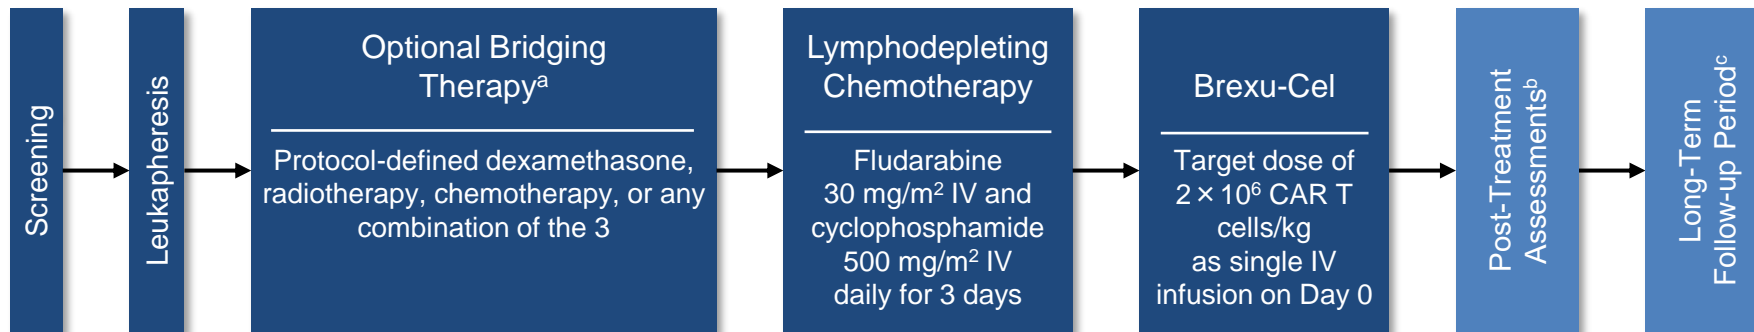 Screening
Leukapheresis
Optional Bridging
Therapyᵃ
Protocol-defined dexamethasone,
radiotherapy, chemotherapy, or any
combination of the 3
Lymphodepleting
Chemotherapy
Fludarabine
30 mg/m² IV and
cyclophosphamide
500 mg/m² IV
daily for 3 days
Brexu-Cel
Target dose of
2 × 10⁶ CAR T
cells/kg
as single IV
infusion on Day 0
Post-Treatment
Assessmentsᵇ
Long-Term
Follow-up Periodᶜ